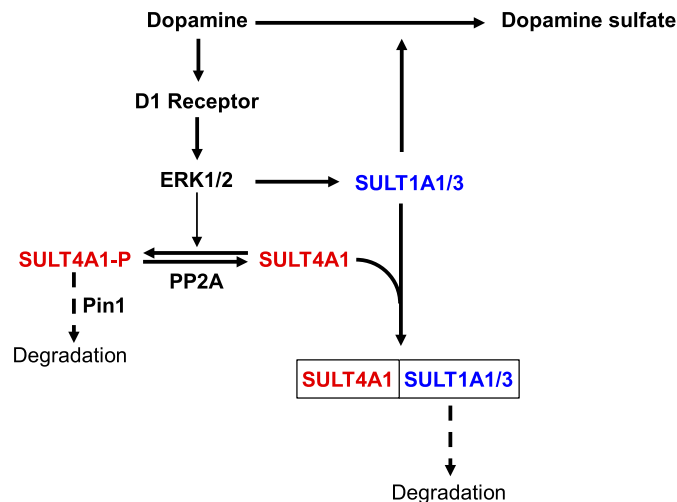 Dopamine
Dopamine sulfate
D1 Receptor
ERK1/2
SULT1A1/3
SULT4A1-P
SULT4A1
PP2A
Pin1
Degradation
SULT4A1
SULT1A1/3
Degradation